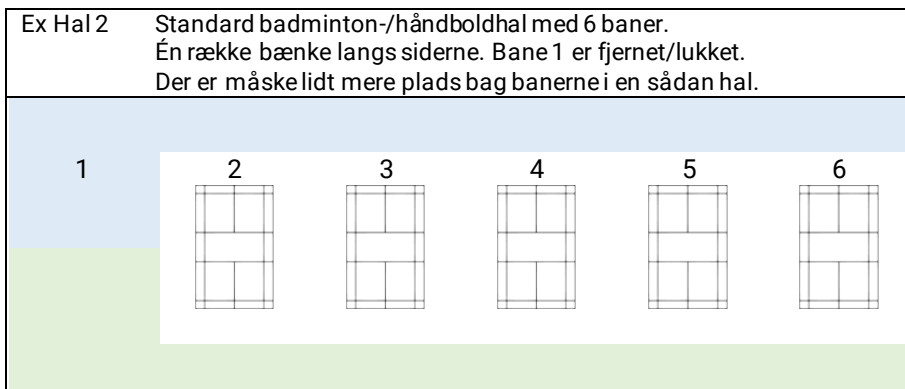 Ex Hal 2 Standard badminton-/håndboldhal med 6 baner.
Én række bænke langs siderne. Bane 1 er fjernet/lukket.
Der er måske lidt mere plads bag banerne i en sådan hal.
1 2 3 4 5 6